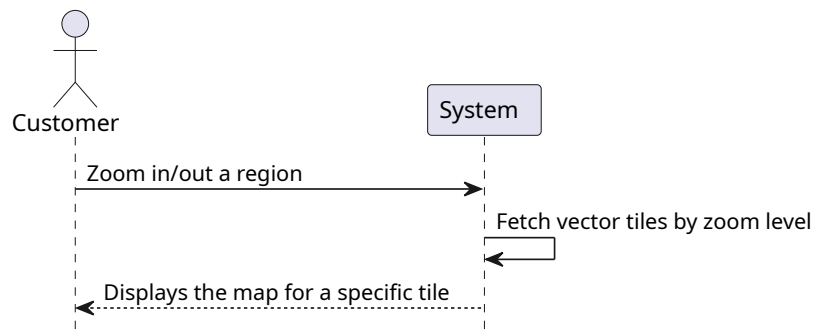 Customer
System
Zoom in/out a region
Fetch vector tiles by zoom level
Displays the map for a specific tile